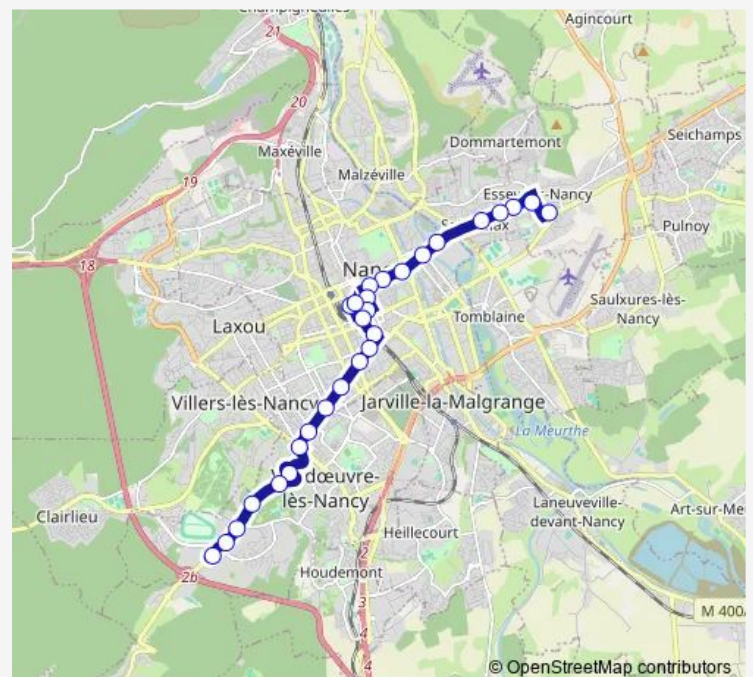 21
Agincourt
20
Seichamps
Dommartemont
Maxéville
Malzéville
19
Pulnoy
18
Saulxures-lès-
Nancy
Tomblaine
Laxou
Villers-lès-Nancy
Jarville-la-Malgrange
La Meurthe
lès-Nancy
Laneuveville-
devant-Nancy
Art-sur-Me
Clairlieu
Heillecourt
2
2b
Houdemont
3
M 400
4
4
© OpenStreetMap contributors